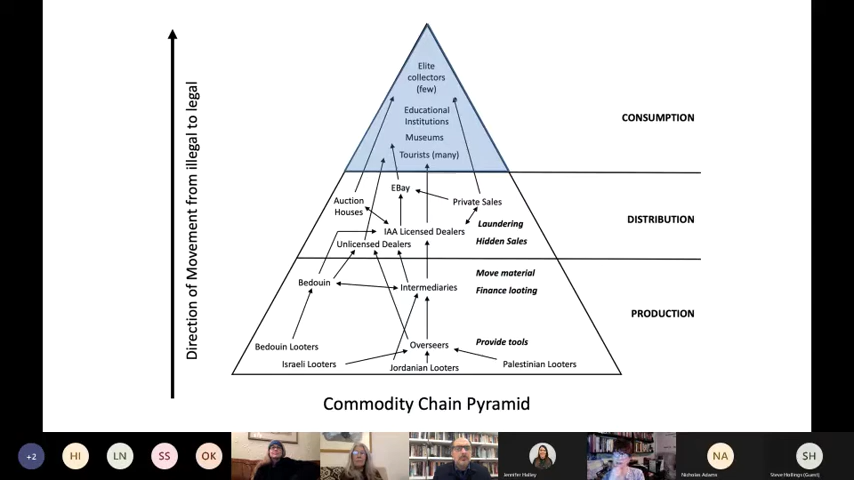 Direction of Movement from illegal to legal
Elite
collectors
(few)
Educational
Institutions
Museums
Tourists (many)
CONSUMPTION
EBay
Auction
Houses
Private Sales
IAA Licensed Dealers
Unlicensed Dealers
Laundering
Hidden Sales
DISTRIBUTION
Bedouin
Intermediaries
Move material
Finance looting
PRODUCTION
Overseers
Provide tools
Bedouin Looters
Israeli Looters
Jordanian Looters
Palestinian Looters
Commodity Chain Pyramid
+2
HI
LN
SS
OK
Jennifer Halley
NA
Nicholas Adams
SH
Steve Hollings (Guest)